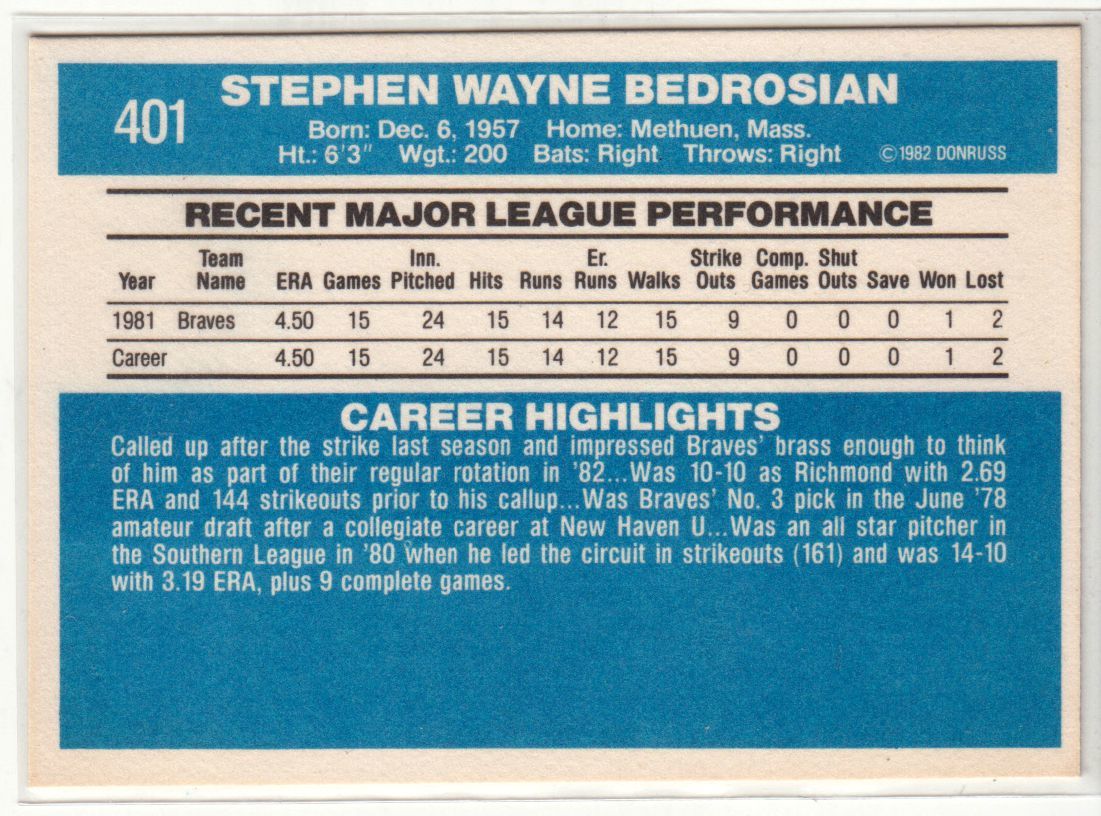 401
STEPHEN WAYNE BEDROSIAN
Born: Dec. 6, 1957 Home: Methuen, Mass.
Ht.: 6'3" Wgt.: 200 Bats: Right Throws: Right ©1982 DONRUSS
RECENT MAJOR LEAGUE PERFORMANCE
Team Inn. Er. Strike Comp. Shut
Year Name ERA Games Pitched Hits Runs Runs Walks Outs Games Outs Save Won Lost
1981 Braves 4.50 15 24 15 14 12 15 9 0 0 0 1 2
Career 4.50 15 24 15 14 12 15 9 0 0 0 1 2
CAREER HIGHLIGHTS
Called up after the strike last season and impressed Braves' brass enough to think
of him as part of their regular rotation in '82...Was 10-10 as Richmond with 2.69
ERA and 144 strikeouts prior to his callup...Was Braves' No. 3 pick in the June '78
amateur draft after a collegiate career at New Haven U...Was an all star pitcher in
the Southern League in '80 when he led the circuit in strikeouts (161) and was 14-10
with 3.19 ERA, plus 9 complete games.